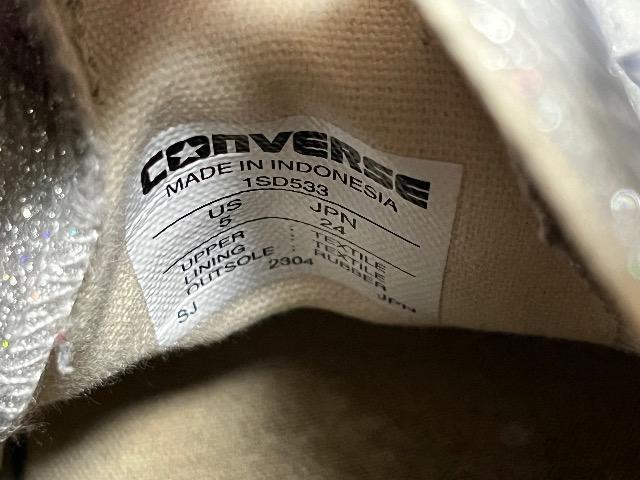 CONVERSE
MADE IN INDONESIA
1SD533
US JPN
5 24
UPPER : TEXTILE
LINING : TEXTILE
OUTSOLE : RUBBER
2304
SJ JPN